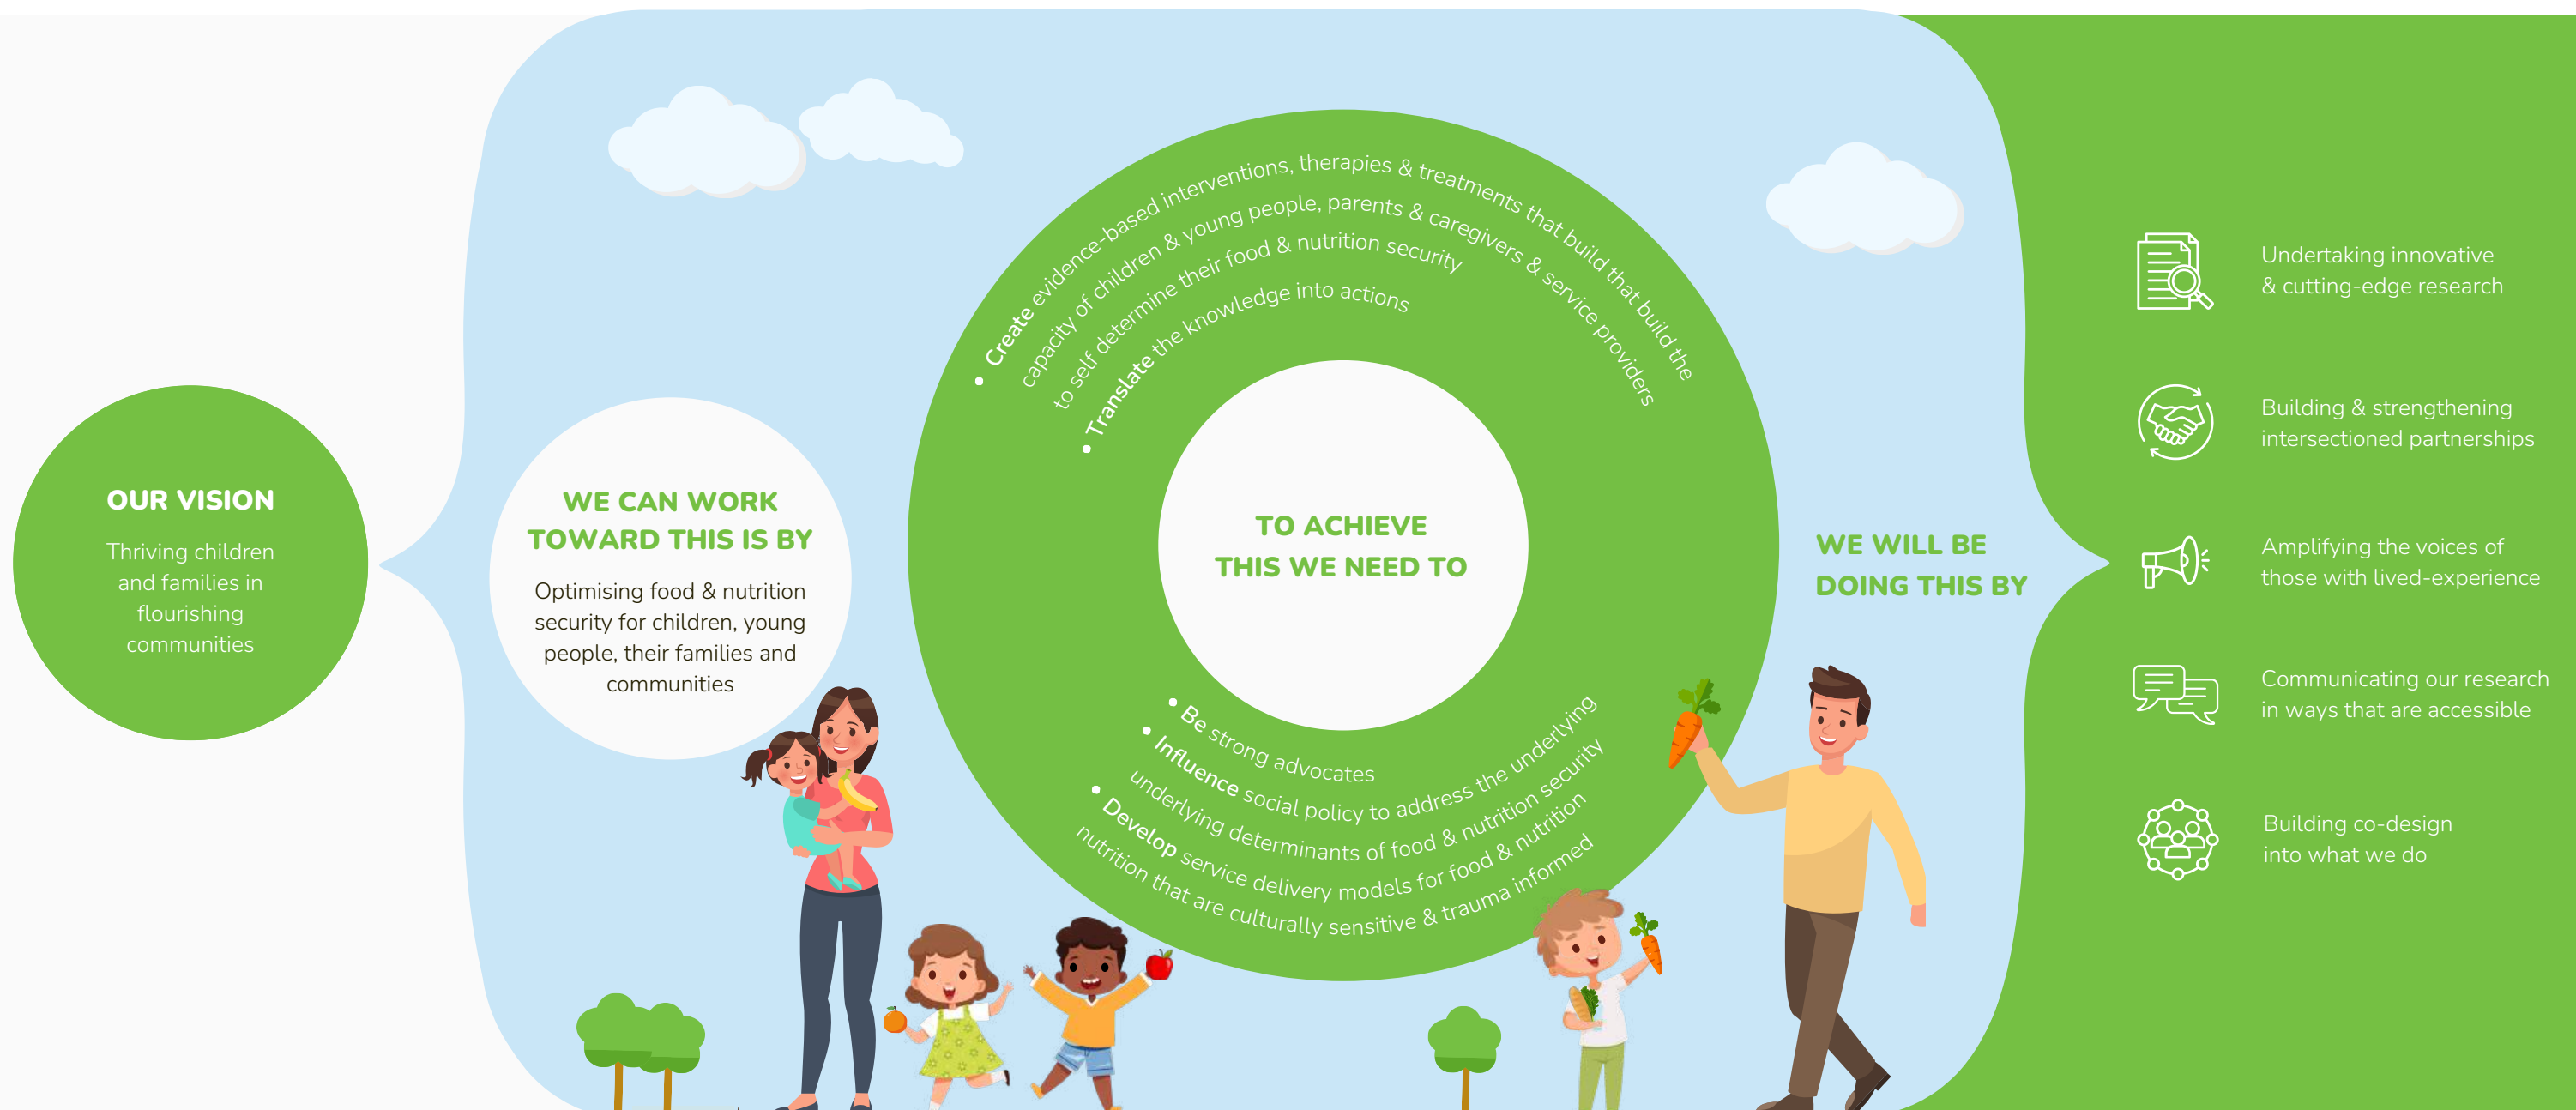 OUR VISION
Thriving children
and families in
flourishing
communities
WE CAN WORK
TOWARD THIS IS BY
Optimising food & nutrition
security for children, young
people, their families and
communities
• Create evidence-based interventions, therapies & treatments that build that build the
capacity of children & young people, parents & caregivers & service providers
to self determine their food & nutrition security
• Translate the knowledge into actions
TO ACHIEVE
THIS WE NEED TO
• Be strong advocates
• Influence social policy to address the underlying
underlying determinants of food & nutrition security
• Develop service delivery models for food & nutrition
nutrition that are culturally sensitive & trauma informed
WE WILL BE
DOING THIS BY
Undertaking innovative
& cutting-edge research
Building & strengthening
intersectioned partnerships
Amplifying the voices of
those with lived-experience
Communicating our research
in ways that are accessible
Building co-design
into what we do